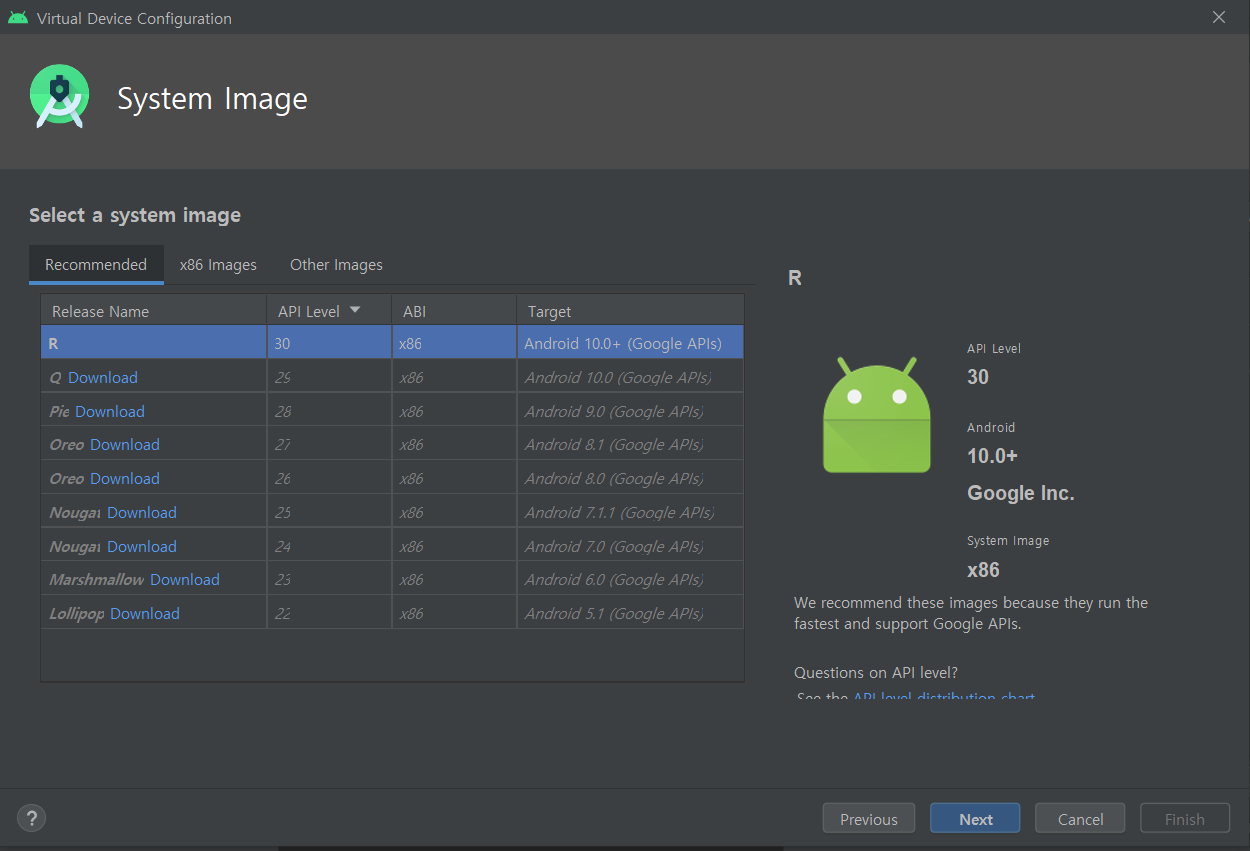 Virtual Device Configuration
System Image
Select a system image
Recommended x86 Images Other Images
Release Name API Level ABI Target
R 30 x86 Android 10.0+ (Google APIs)
Q Download 29 x86 Android 10.0 (Google APIs)
Pie Download 28 x86 Android 9.0 (Google APIs)
Oreo Download 27 x86 Android 8.1 (Google APIs)
Oreo Download 26 x86 Android 8.0 (Google APIs)
Nougat Download 25 x86 Android 7.1.1 (Google APIs)
Nougat Download 24 x86 Android 7.0 (Google APIs)
Marshmallow Download 23 x86 Android 6.0 (Google APIs)
Lollipop Download 22 x86 Android 5.1 (Google APIs)
R
API Level
30
Android
10.0+
Google Inc.
System Image
x86
We recommend these images because they run the
fastest and support Google APIs.
Questions on API level?
See the API level distribution chart
?
Previous Next Cancel Finish